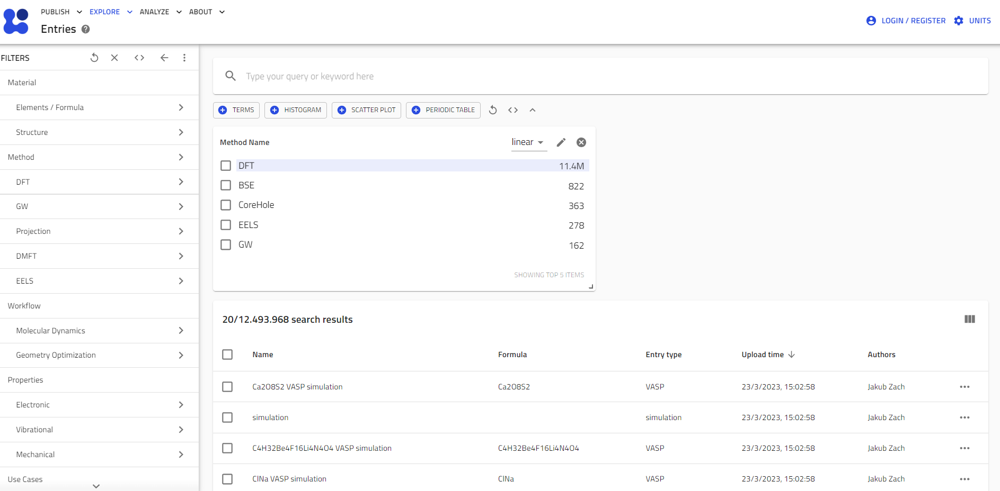 PUBLISH EXPLORE ANALYZE ABOUT
Entries
LOGIN / REGISTER UNITS
FILTERS
Material
Elements / Formula
Structure
Method
DFT
GW
Projection
DMFT
EELS
Workflow
Molecular Dynamics
Geometry Optimization
Properties
Electronic
Vibrational
Mechanical
Use Cases
Type your query or keyword here
TERMS HISTOGRAM SCATTER PLOT PERIODIC TABLE
Method Name linear
DFT 11.4M
BSE 822
CoreHole 363
EELS 278
GW 162
SHOWING TOP 5 ITEMS
20/12.493.968 search results
Name Formula Entry type Upload time Authors
Ca2O8S2 VASP simulation Ca2O8S2 VASP 23/3/2023, 15:02:58 Jakub Zach
simulation simulation 23/3/2023, 15:02:58 Jakub Zach
C4H32Be4F16Li4N4O4 VASP simulation C4H32Be4F16Li4N4O4 VASP 23/3/2023, 15:02:58 Jakub Zach
ClNa VASP simulation ClNa VASP 23/3/2023, 15:02:58 Jakub Zach